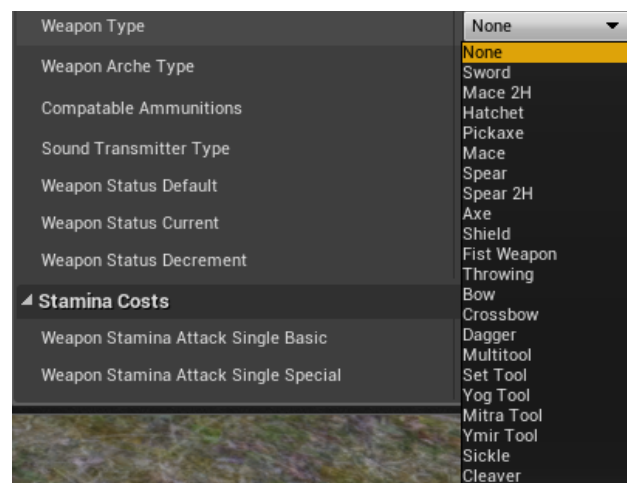 Weapon Type
None
Weapon Arche Type
Compatable Ammunitions
Sound Transmitter Type
Weapon Status Default
Weapon Status Current
Weapon Status Decrement
Stamina Costs
Weapon Stamina Attack Single Basic
Weapon Stamina Attack Single Special
None
Sword
Mace 2H
Hatchet
Pickaxe
Mace
Spear
Spear 2H
Axe
Shield
Fist Weapon
Throwing
Bow
Crossbow
Dagger
Multitool
Set Tool
Yog Tool
Mitra Tool
Ymir Tool
Sickle
Cleaver